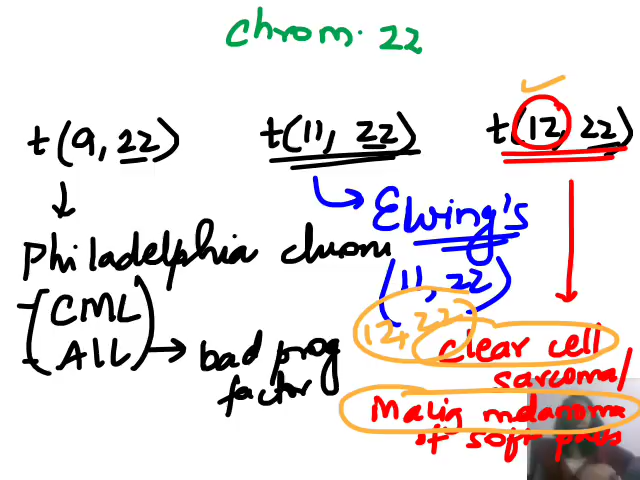 chrom. 22
t(9, 22) t(11, 22) t(12, 22)
Philadelphia chrom
Ewing's
(11, 22)
CML
ALL → bad prog
factor
12, 22
clear cell
sarcoma/
Malig melanoma
of soft parts